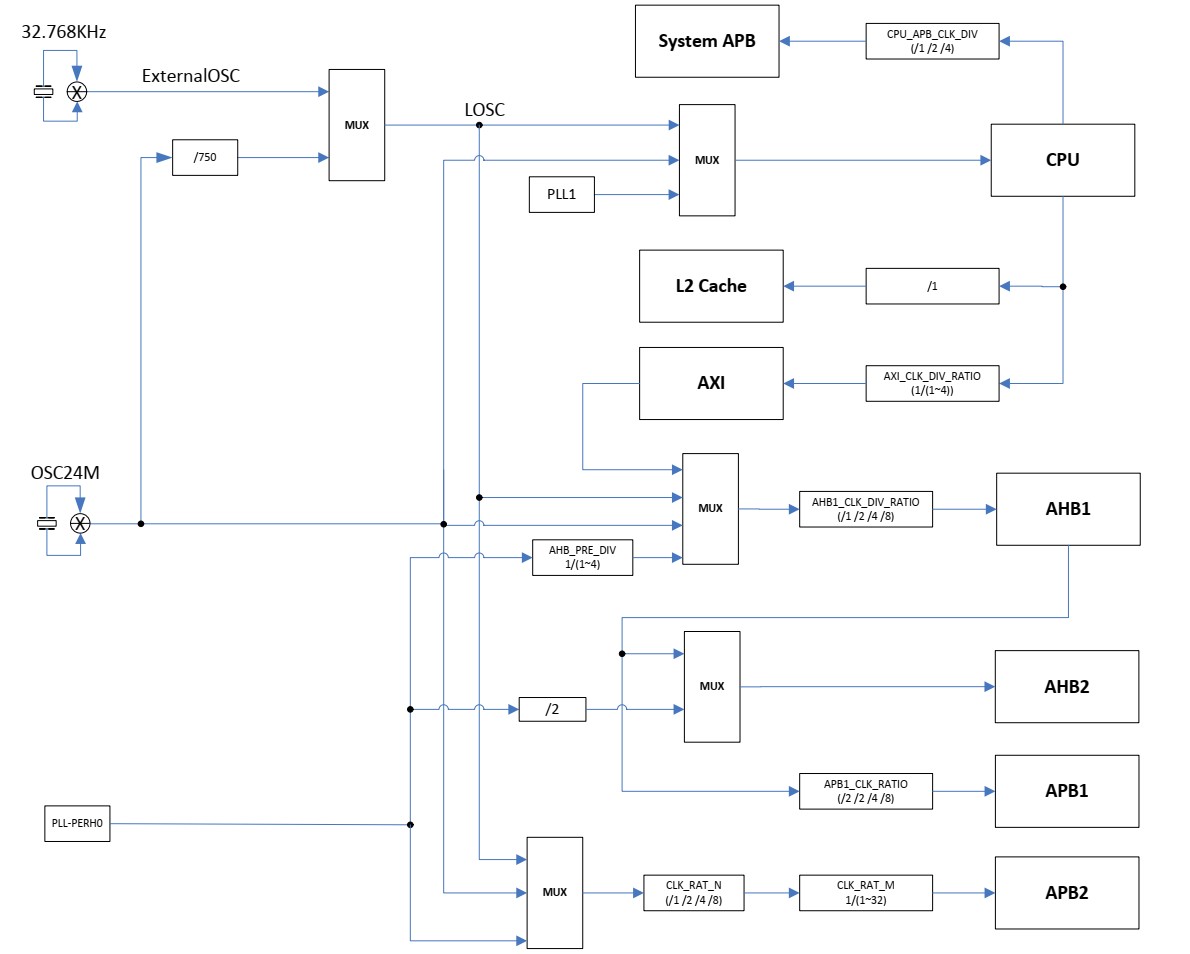 32.768KHz
ExternalOSC
MUX
/750
LOSC
System APB
CPU_APB_CLK_DIV
(/1 /2 /4)
MUX
PLL1
CPU
L2 Cache
/1
AXI
AXI_CLK_DIV_RATIO
(1/(1~4))
OSC24M
MUX
AHB1_CLK_DIV_RATIO
(/1 /2 /4 /8)
AHB1
AHB_PRE_DIV
1/(1~4)
MUX
AHB2
/2
APB1_CLK_RATIO
(/2 /2 /4 /8)
APB1
PLL-PERH0
MUX
CLK_RAT_N
(/1 /2 /4 /8)
CLK_RAT_M
1/(1~32)
APB2